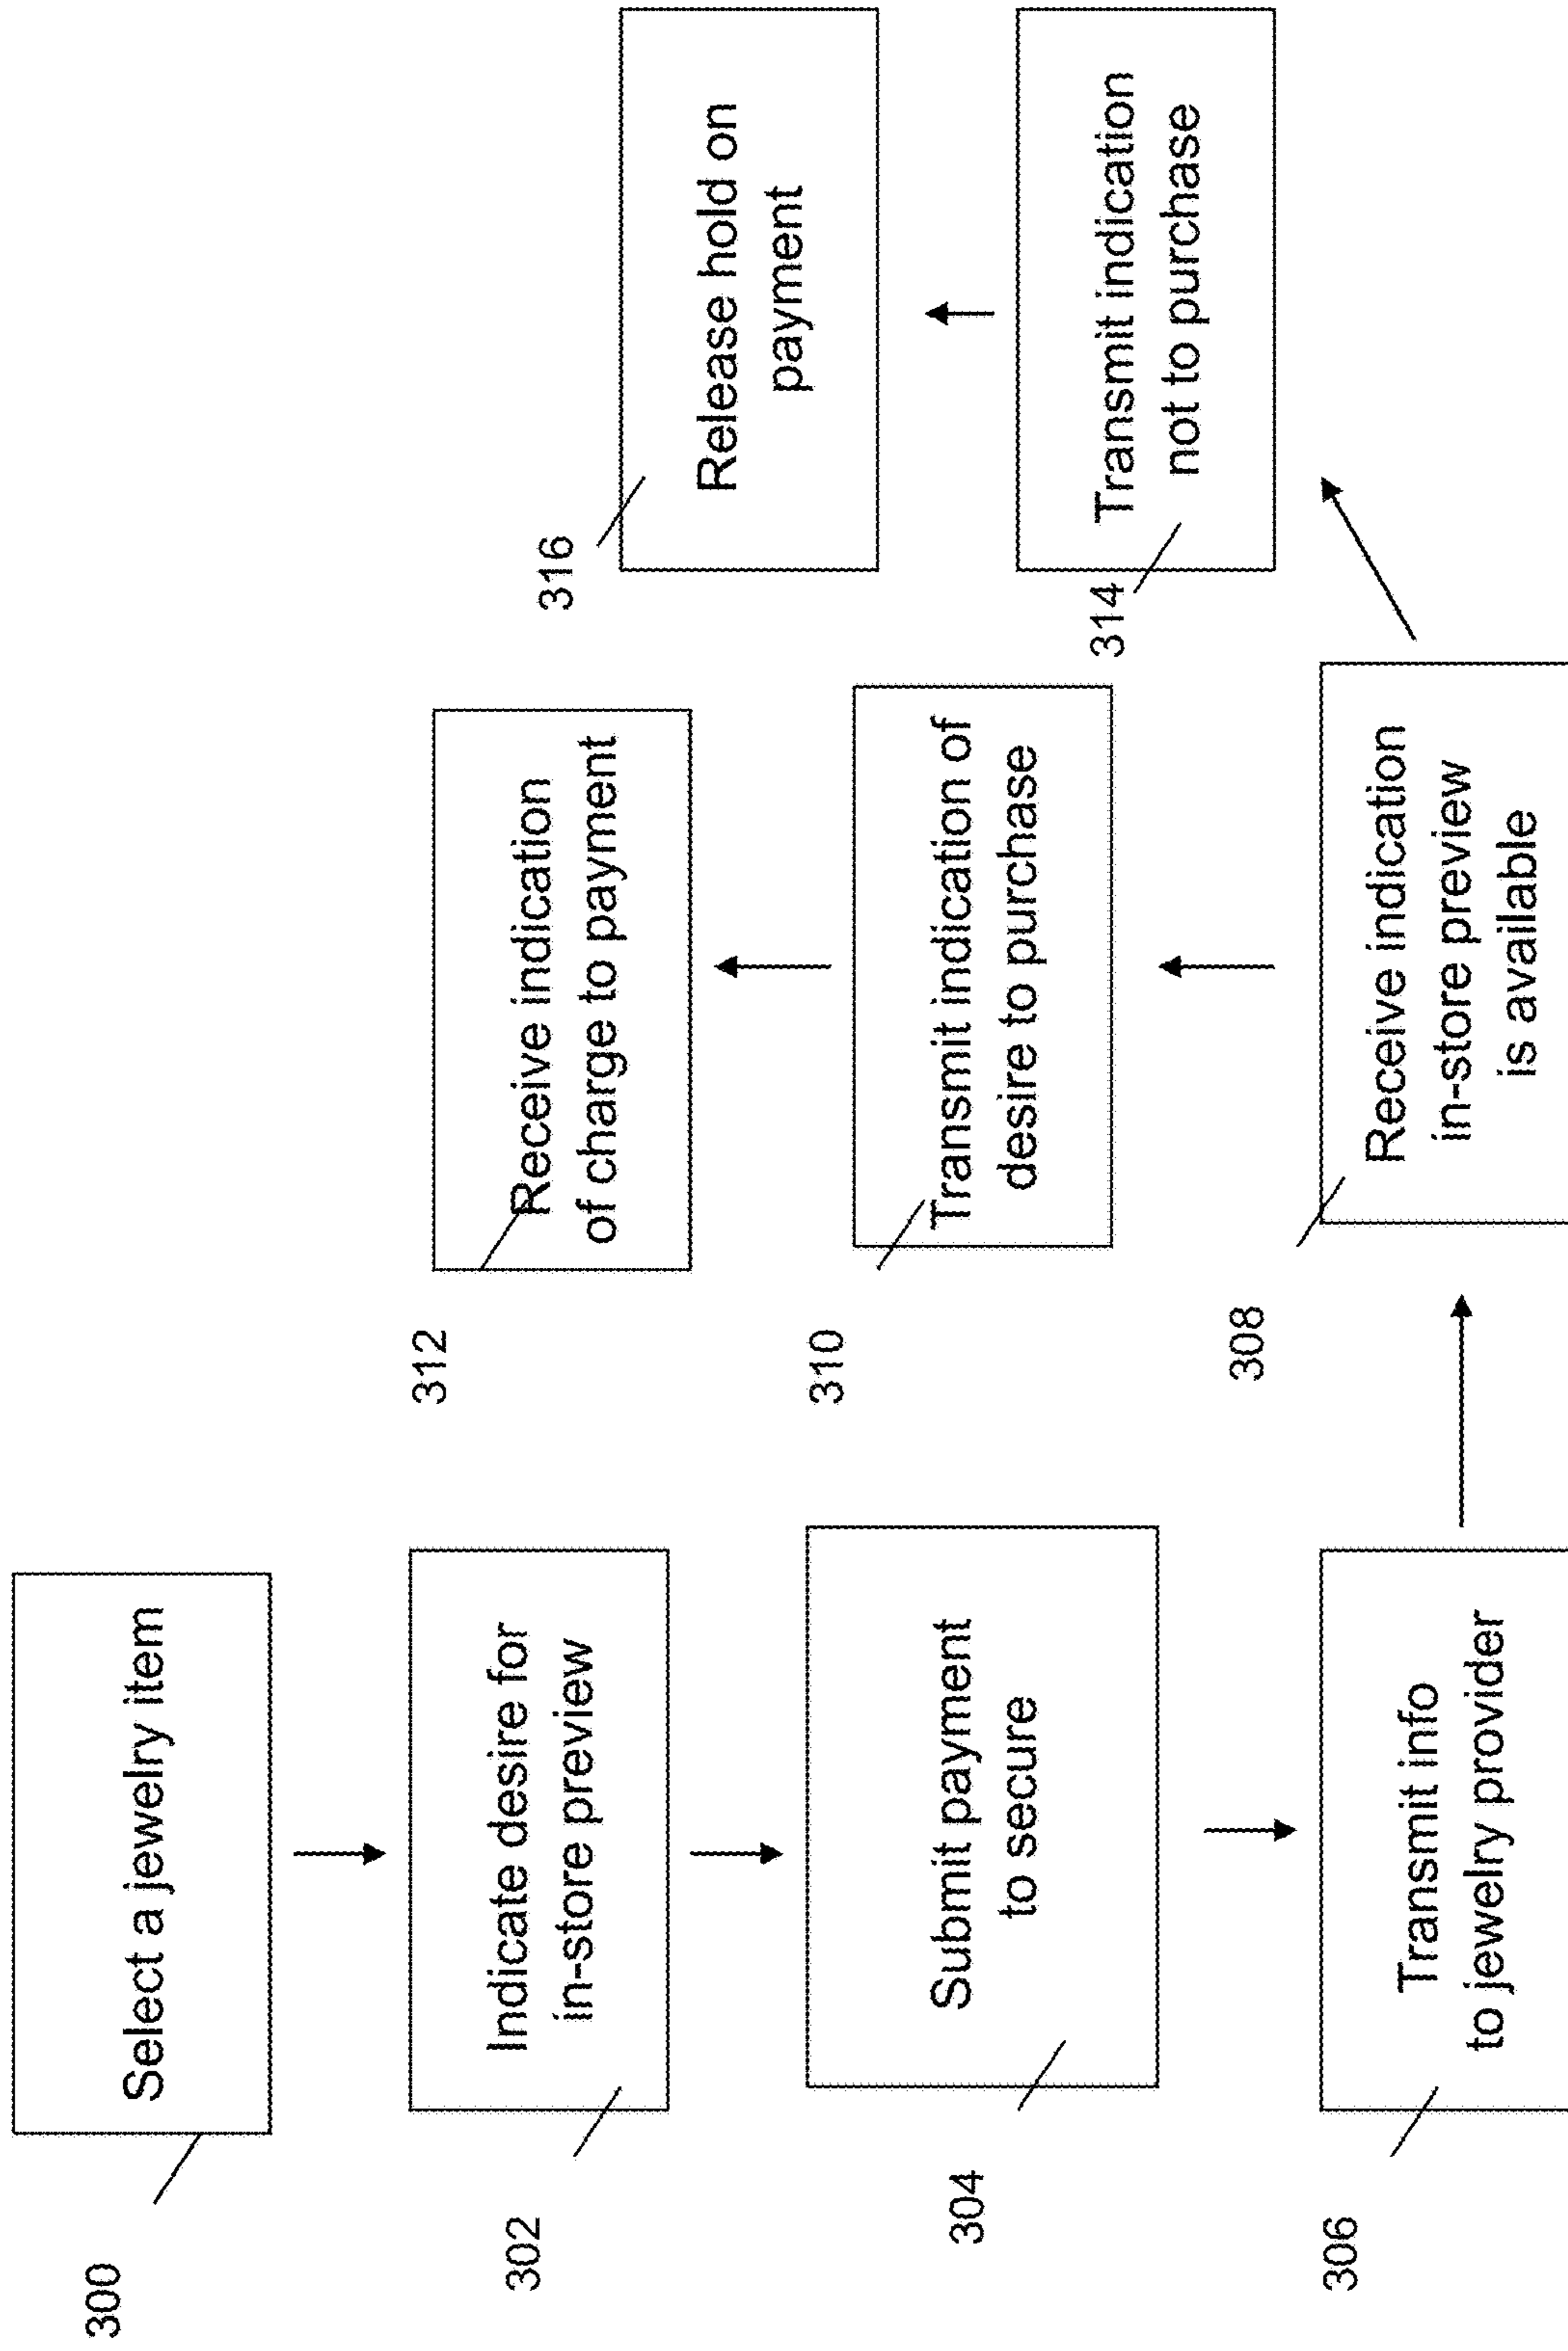 300
Select a jewelry item
302
Indicate desire for
in-store preview
304
Submit payment
to secure
306
Transmit info
to jewelry provider
308
Receive indication
in-store preview
is available
310
Transmit indication of
desire to purchase
312
Receive indication
of charge to payment
314
Transmit indication
not to purchase
316
Release hold on
payment